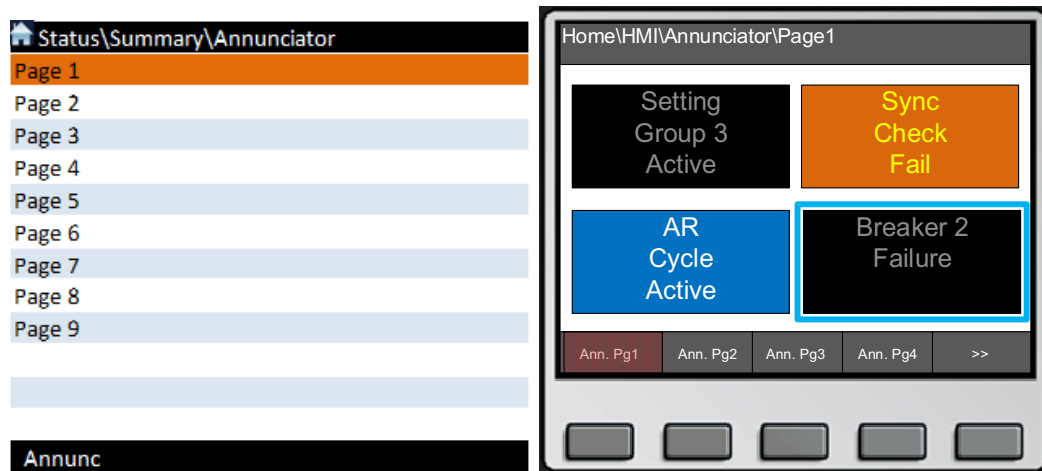 Status\Summary\Annunciator
Page 1
Page 2
Page 3
Page 4
Page 5
Page 6
Page 7
Page 8
Page 9
Annunc
Home\HMI\Annunciator\Page1
Setting
Group 3
Active
Sync
Check
Fail
AR
Cycle
Active
Breaker 2
Failure
Ann. Pg1 Ann. Pg2 Ann. Pg3 Ann. Pg4 >>